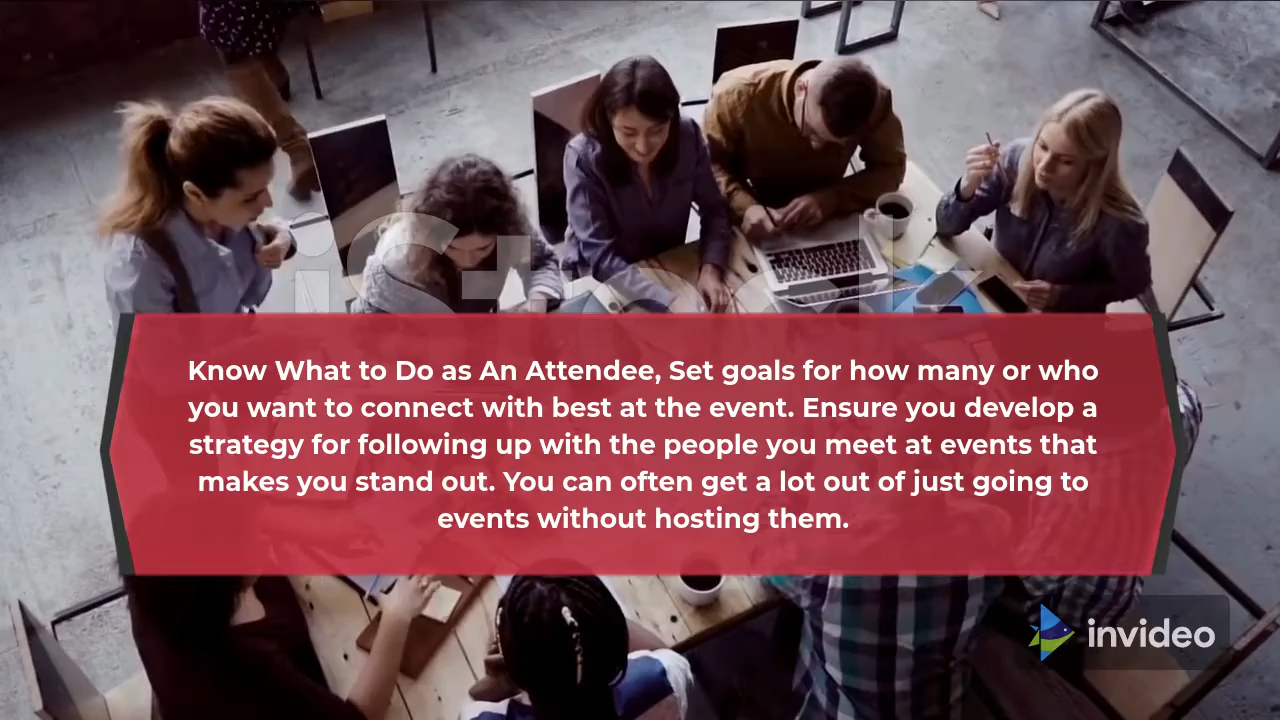 iStock
Know What to Do as An Attendee, Set goals for how many or who
you want to connect with best at the event. Ensure you develop a
strategy for following up with the people you meet at events that
makes you stand out. You can often get a lot out of just going to
events without hosting them.
invideo